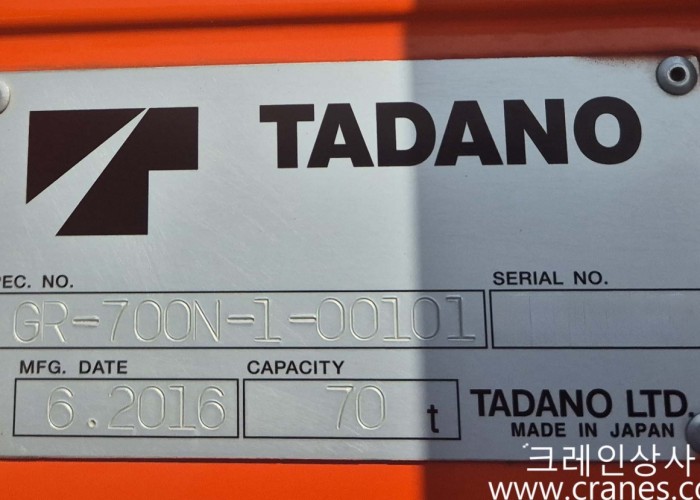 TADANO
PEC. NO.
SERIAL NO.
GR-700N-1-00101
MFG. DATE
CAPACITY
6.2016
70 t
TADANO LTD.
MADE IN JAPAN
크레인상사
www.cranes.co